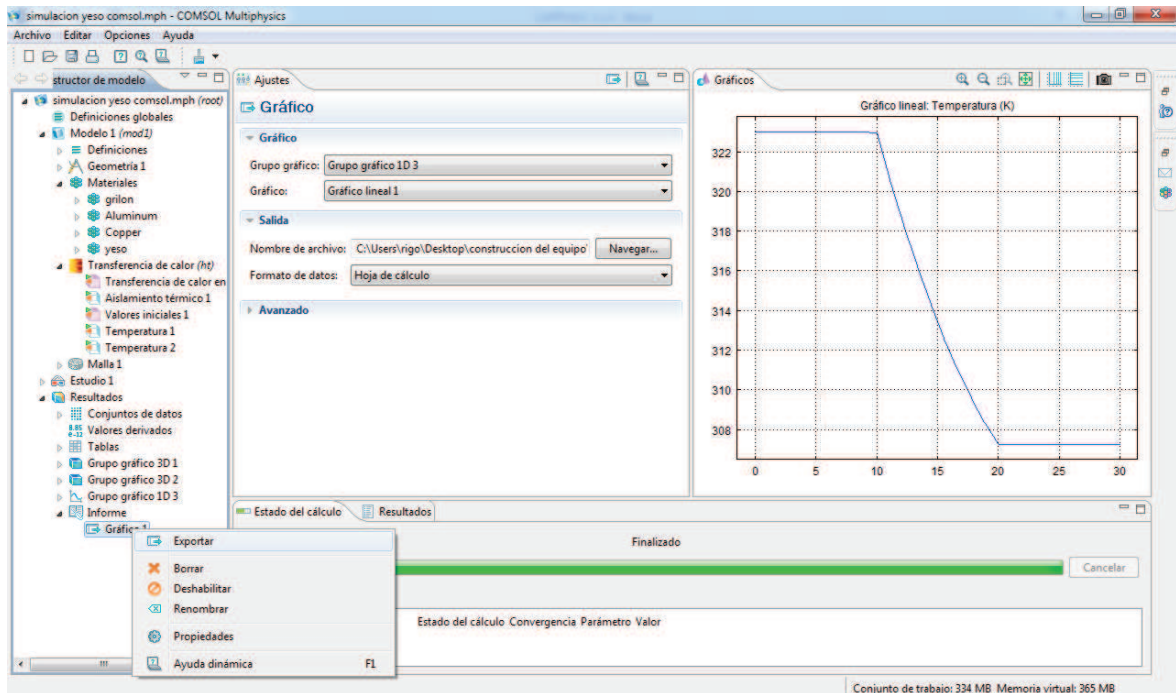 simulacion yeso comsol.mph - COMSOL Multiphysics
Archivo Editar Opciones Ayuda
structor de modelo
simulacion yeso comsol.mph (root)
Definiciones globales
Modelo 1 (mod1)
Definiciones
Geometría 1
Materiales
grilon
Aluminum
Copper
yeso
Transferencia de calor (ht)
Transferencia de calor en
Aislamiento térmico 1
Valores iniciales 1
Temperatura 1
Temperatura 2
Malla 1
Estudio 1
Resultados
Conjuntos de datos
8.85
e-12
Valores derivados
Tablas
Grupo gráfico 3D 1
Grupo gráfico 3D 2
Grupo gráfico 1D 3
Informe
Gráfico 1
Exportar
Borrar
Deshabilitar
Renombrar
Propiedades
Ayuda dinámica F1
Ajustes
Gráfico
Gráfico
Grupo gráfico: Grupo gráfico 1D 3
Gráfico: Gráfico lineal 1
Salida
Nombre de archivo: C:\Users\rigo\Desktop\construccion del equipo\ Navegar...
Formato de datos: Hoja de cálculo
Avanzado
Gráficos
Gráfico lineal: Temperatura (K)
322
320
318
316
314
312
310
308
0 5 10 15 20 25 30
Estado del cálculo Resultados
Finalizado
Cancelar
Estado del cálculo Convergencia Parámetro Valor
Conjunto de trabajo: 334 MB Memoria virtual: 365 MB